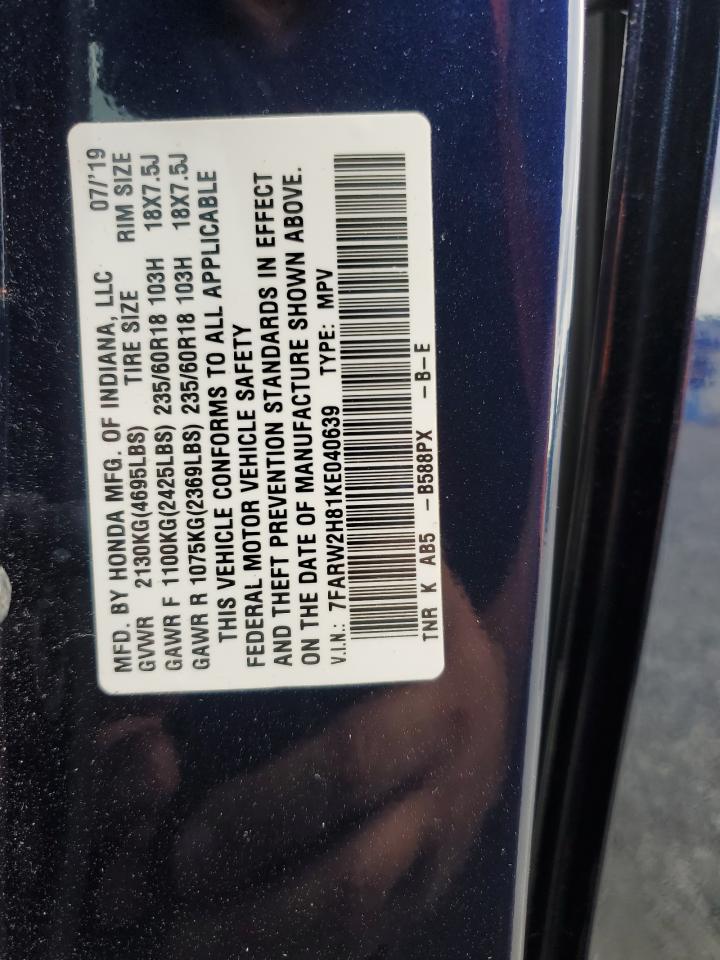 MFD. BY HONDA MFG. OF INDIANA, LLC 07/'19
GVWR 2130KG(4695LBS) TIRE SIZE RIM SIZE
GAWR F 1100KG(2425LBS) 235/60R18 103H 18X7.5J
GAWR R 1075KG(2369LBS) 235/60R18 103H 18X7.5J
THIS VEHICLE CONFORMS TO ALL APPLICABLE
FEDERAL MOTOR VEHICLE SAFETY
AND THEFT PREVENTION STANDARDS IN EFFECT
ON THE DATE OF MANUFACTURE SHOWN ABOVE.
V.I.N.: 7FARW2H81KE040639 TYPE: MPV
TNR K AB5 -B588PX -B-E